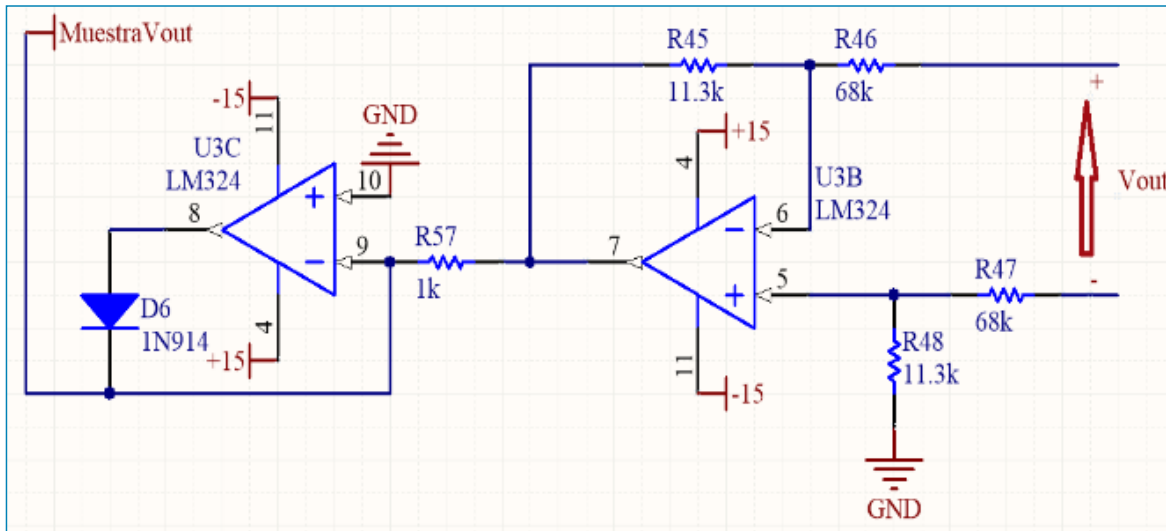 MuestraVout
R45
11.3k
R46
68k
-15
11
GND
+15
4
U3C
LM324
10
8
9
R57
1k
7
6
U3B
LM324
5
Vout
+
-
R47
68k
D6
1N914
4
+15
11
-15
R48
11.3k
GND